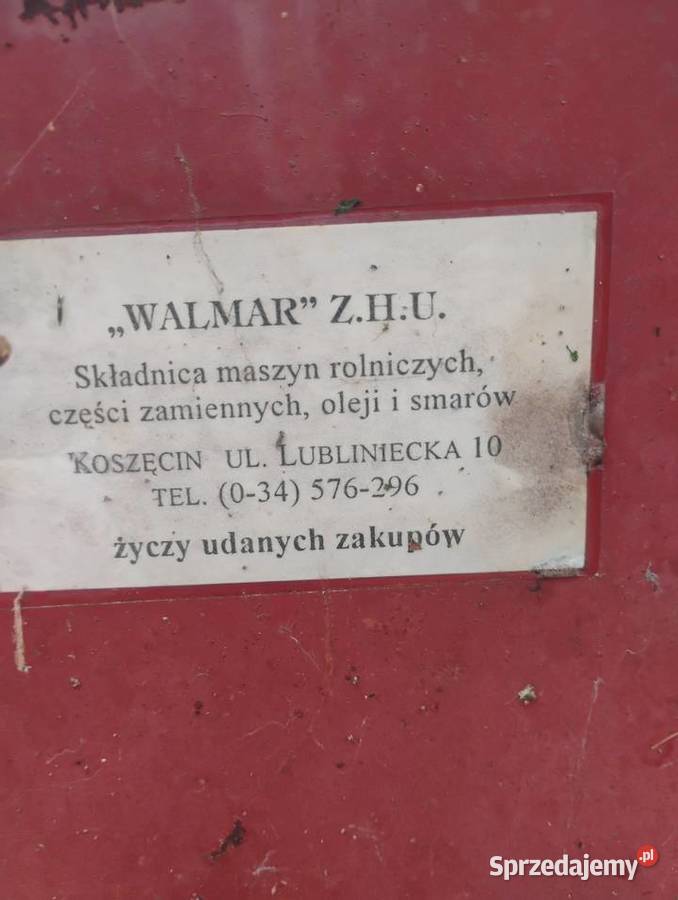 „WALMAR” Z.H.U.
Składnica maszyn rolniczych,
części zamiennych, oleji i smarów
KOSZĘCIN UL. LUBLINIECKA 10
TEL. (0-34) 576-296
życzy udanych zakupów
Sprzedajemy.pl